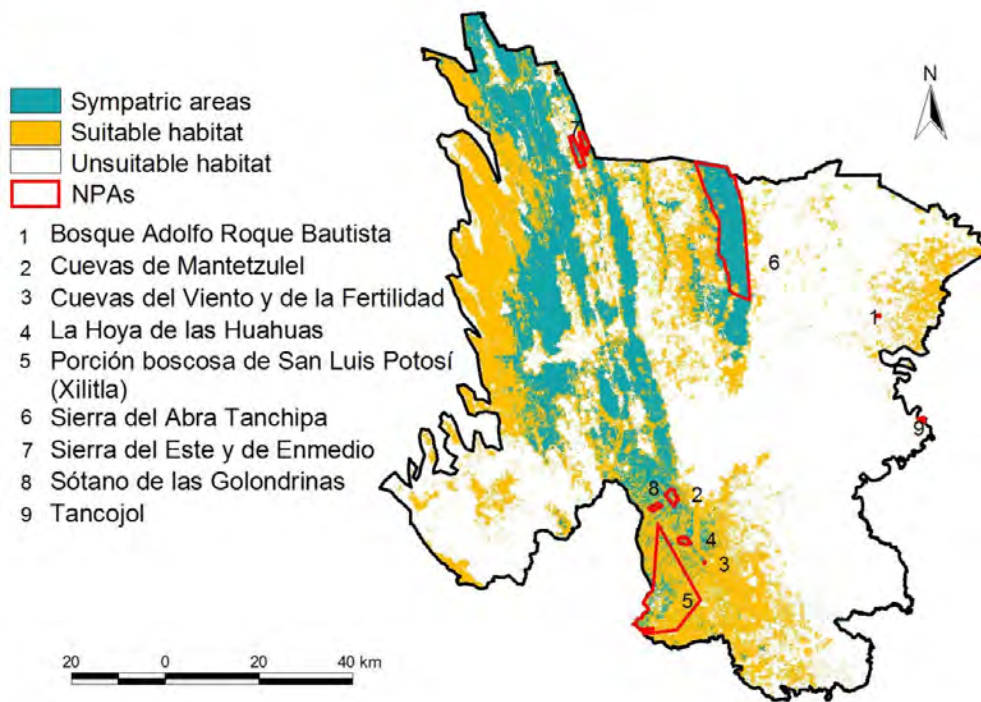 N
Sympatric areas
Suitable habitat
Unsuitable habitat
NPAs
1 Bosque Adolfo Roque Bautista
2 Cuevas de Mantetzulel
3 Cuevas del Viento y de la Fertilidad
4 La Hoya de las Huahuas
5 Porción boscosa de San Luis Potosí
(Xilitla)
6 Sierra del Abra Tanchipa
7 Sierra del Este y de Enmedio
8 Sótano de las Golondrinas
9 Tancojol
7
6
1
9
8
2
4
3
5
20 0 20 40 km